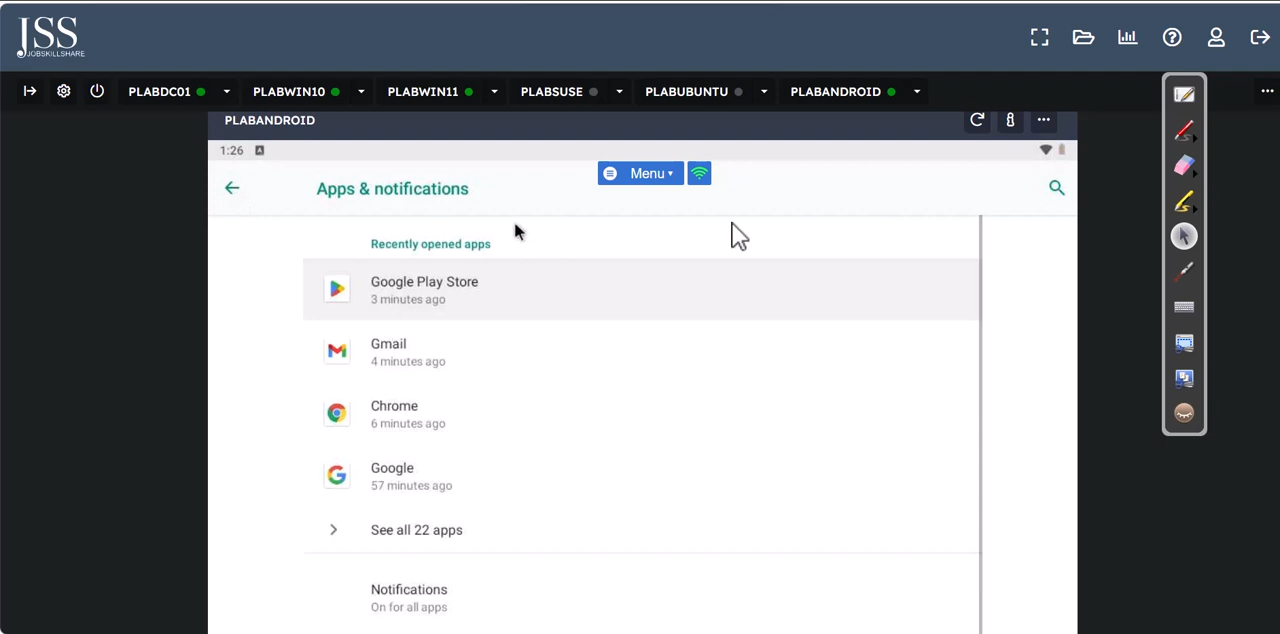 JSS
JOBSKILLSHARE
PLABDC01 PLABWIN10 PLABWIN11 PLABSUSE PLABUBUNTU PLABANDROID
PLABANDROID
1:26
Menu
Apps & notifications
Recently opened apps
Google Play Store
3 minutes ago
Gmail
4 minutes ago
Chrome
6 minutes ago
Google
57 minutes ago
See all 22 apps
Notifications
On for all apps